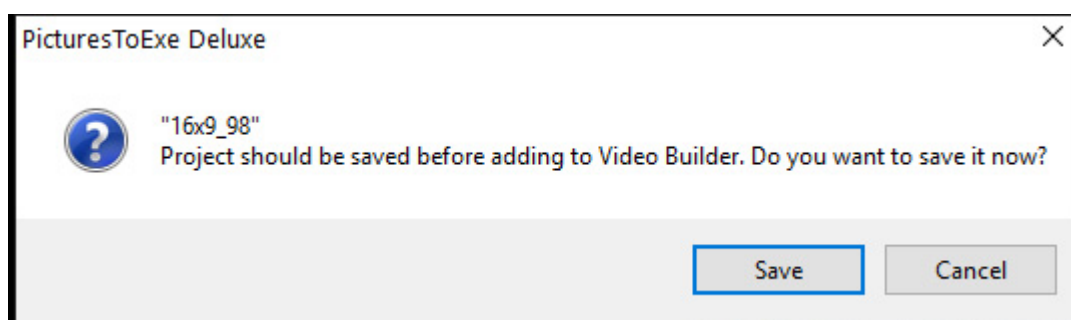 PicturesToExe Deluxe
"16x9_98"
Project should be saved before adding to Video Builder. Do you want to save it now?
Save
Cancel